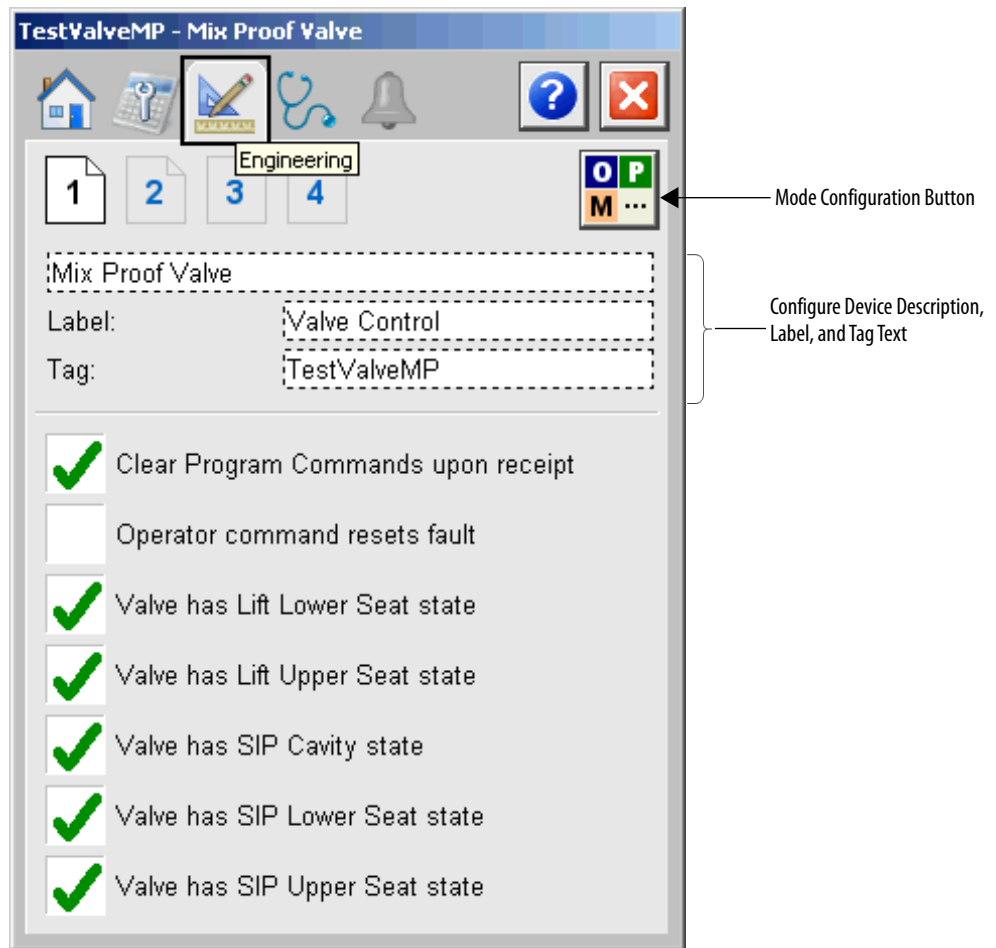 TestValveMP - Mix Proof Valve
?
Engineering
1 2 3 4
O P
M ...
Mode Configuration Button
Mix Proof Valve
Label: Valve Control
Tag: TestValveMP
Configure Device Description,
Label, and Tag Text
Clear Program Commands upon receipt
Operator command resets fault
Valve has Lift Lower Seat state
Valve has Lift Upper Seat state
Valve has SIP Cavity state
Valve has SIP Lower Seat state
Valve has SIP Upper Seat state